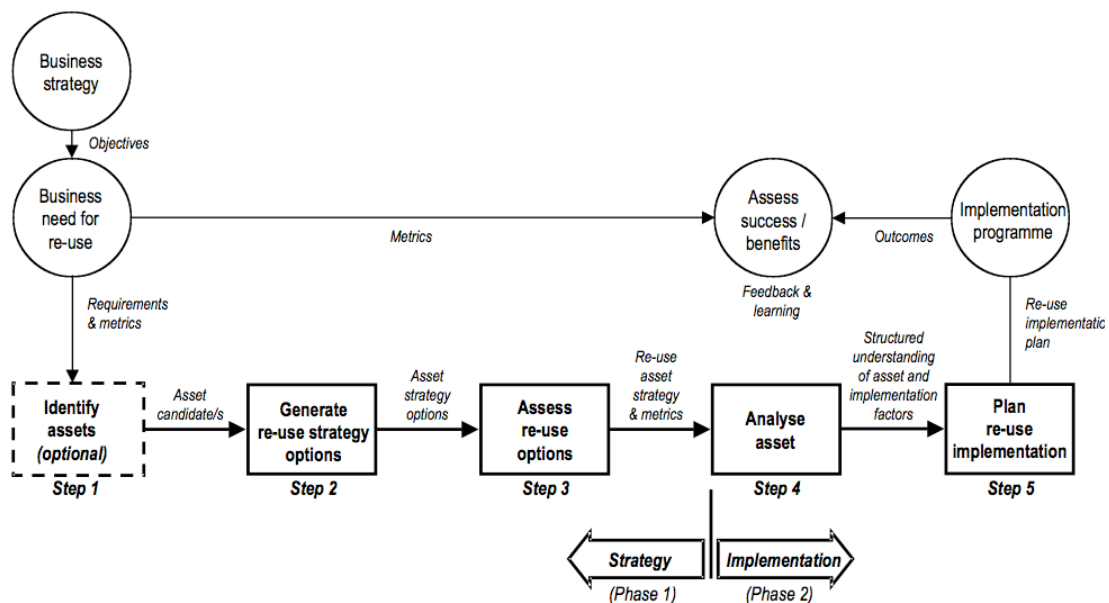 Business
strategy
Objectives
Business
need for
re-use
Metrics
Assess
success /
benefits
Outcomes
Implementation
programme
Feedback &
learning
Requirements
& metrics
Re-use
implementatic
plan
Identify
assets
(optional)
Step 1
Asset
candidate/s
Generate
re-use strategy
options
Step 2
Asset
strategy
options
Assess
re-use
options
Step 3
Re-use
asset
strategy
& metrics
Analyse
asset
Step 4
Structured
understanding
of asset and
implementation
factors
Plan
re-use
implementation
Step 5
Strategy
(Phase 1)
Implementation
(Phase 2)